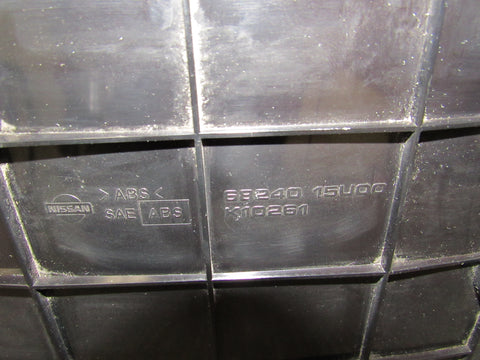 NISSAN
>ABS<
SAE ABS
68240 15U00
K10261